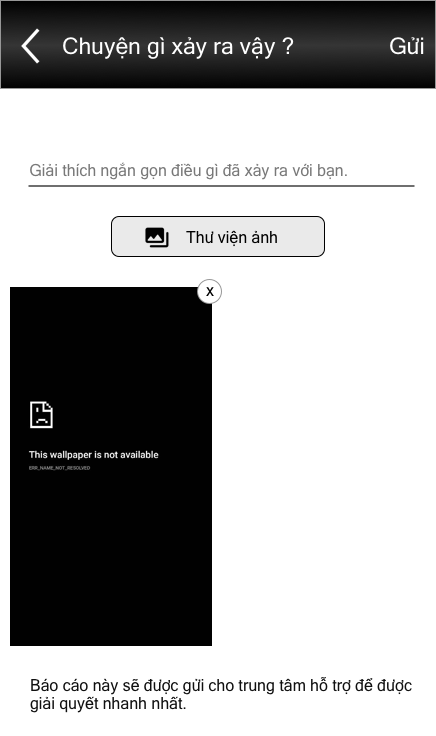 Chuyện gì xảy ra vậy ?
Gửi
Giải thích ngắn gọn điều gì đã xảy ra với bạn.
Thư viện ảnh
x
This wallpaper is not available
ERR_NAME_NOT_RESOLVED
Báo cáo này sẽ được gửi cho trung tâm hỗ trợ để được
giải quyết nhanh nhất.